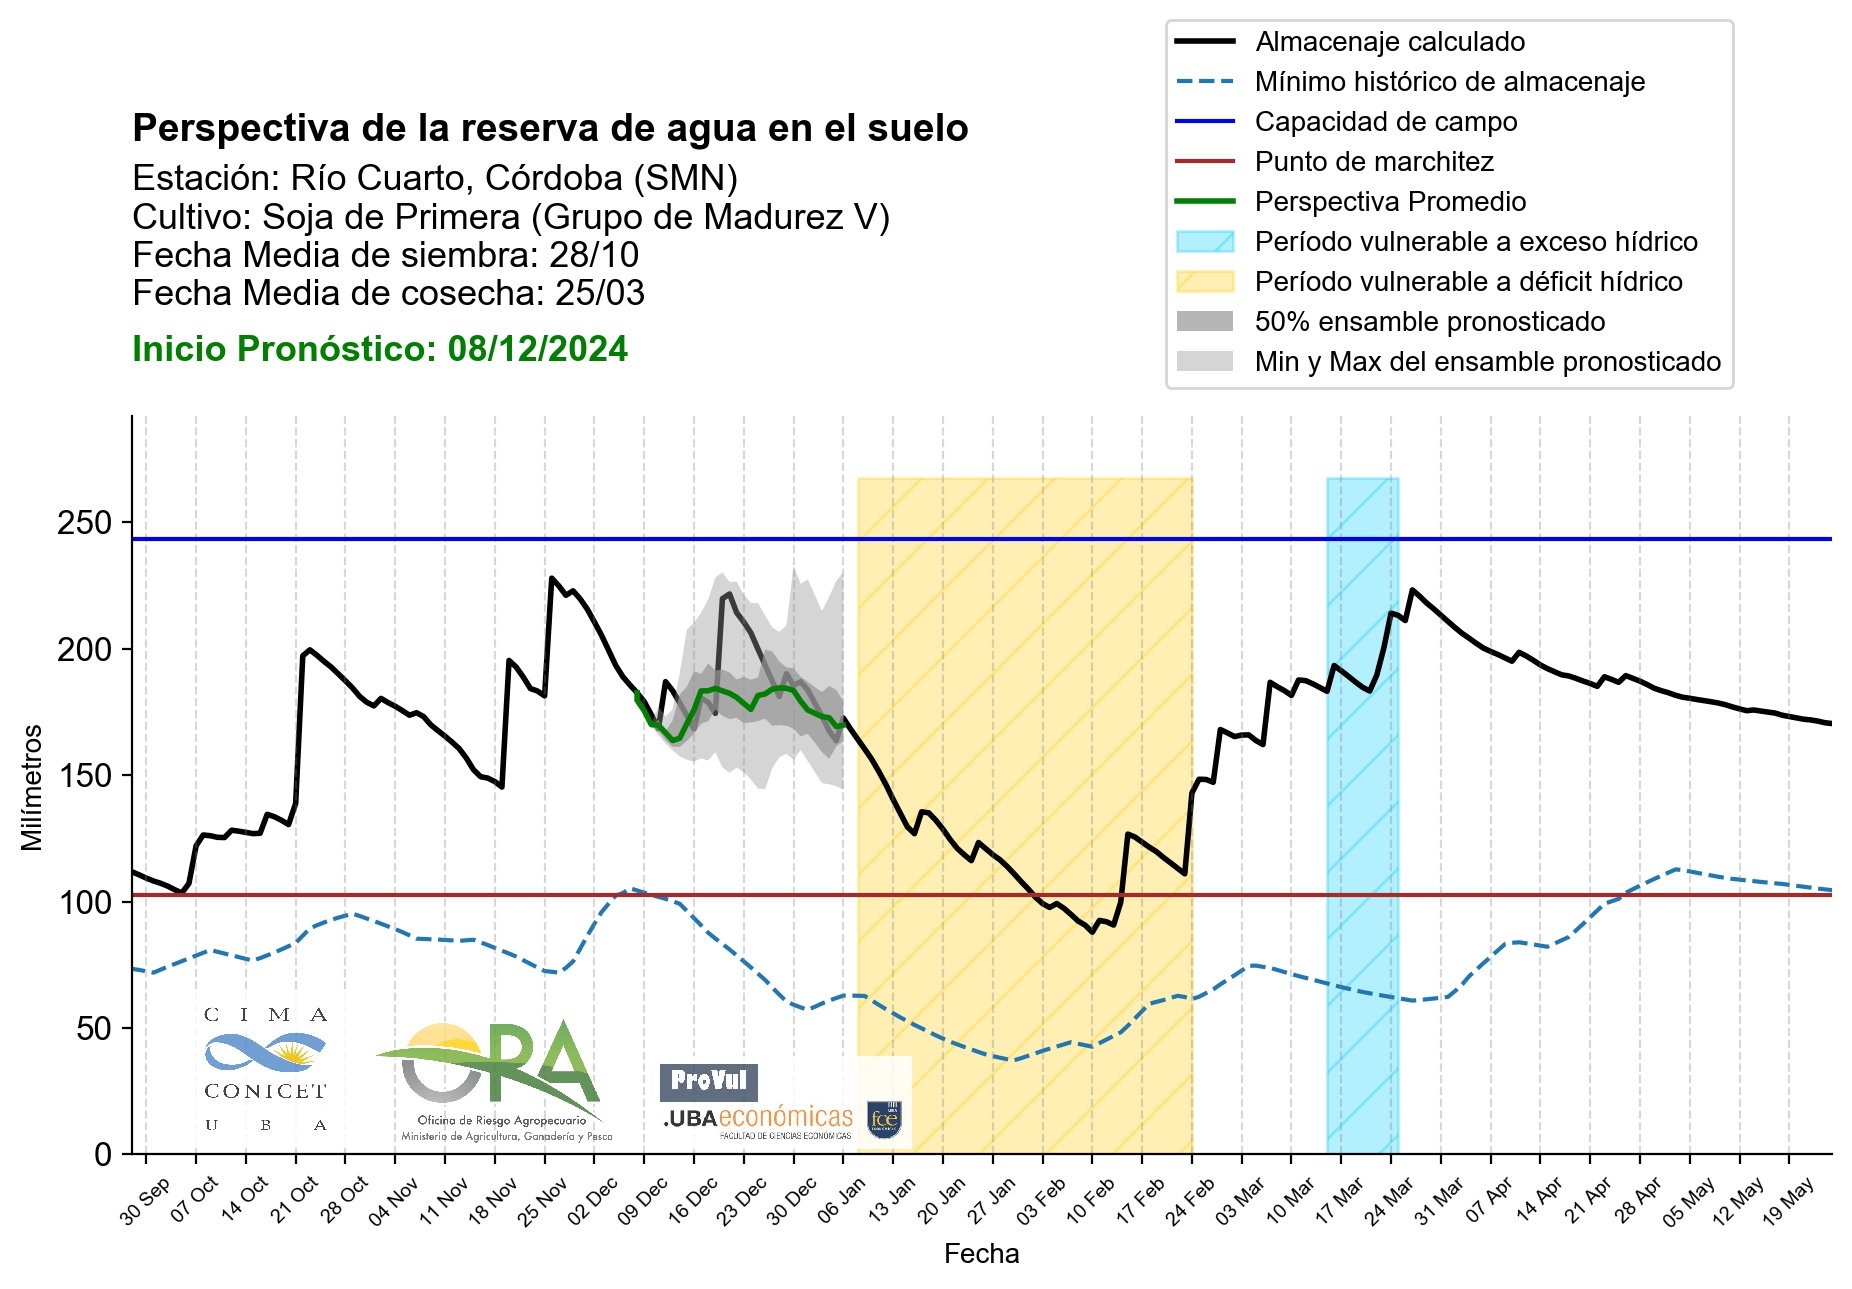 Almacenaje calculado
Mínimo histórico de almacenaje
Capacidad de campo
Punto de marchitez
Perspectiva Promedio
Período vulnerable a exceso hídrico
Período vulnerable a déficit hídrico
50% ensamble pronosticado
Min y Max del ensamble pronosticado
Perspectiva de la reserva de agua en el suelo
Estación: Río Cuarto, Córdoba (SMN)
Cultivo: Soja de Primera (Grupo de Madurez V)
Fecha Media de siembra: 28/10
Fecha Media de cosecha: 25/03
Inicio Pronóstico: 08/12/2024
Milímetros
250
200
150
100
50
0
C I M A
CONICET
U B A
ORA
Oficina de Riesgo Agropecuario
Ministerio de Agricultura, Ganadería y Pesca
ProVul
.UBAeconómicas
FACULTAD DE CIENCIAS ECONÓMICAS
UBA
fce
30 Sep
07 Oct
14 Oct
21 Oct
28 Oct
04 Nov
11 Nov
18 Nov
25 Nov
02 Dec
09 Dec
16 Dec
23 Dec
30 Dec
06 Jan
13 Jan
20 Jan
27 Jan
03 Feb
10 Feb
17 Feb
24 Feb
03 Mar
10 Mar
17 Mar
24 Mar
31 Mar
07 Apr
14 Apr
21 Apr
28 Apr
05 May
12 May
19 May
Fecha